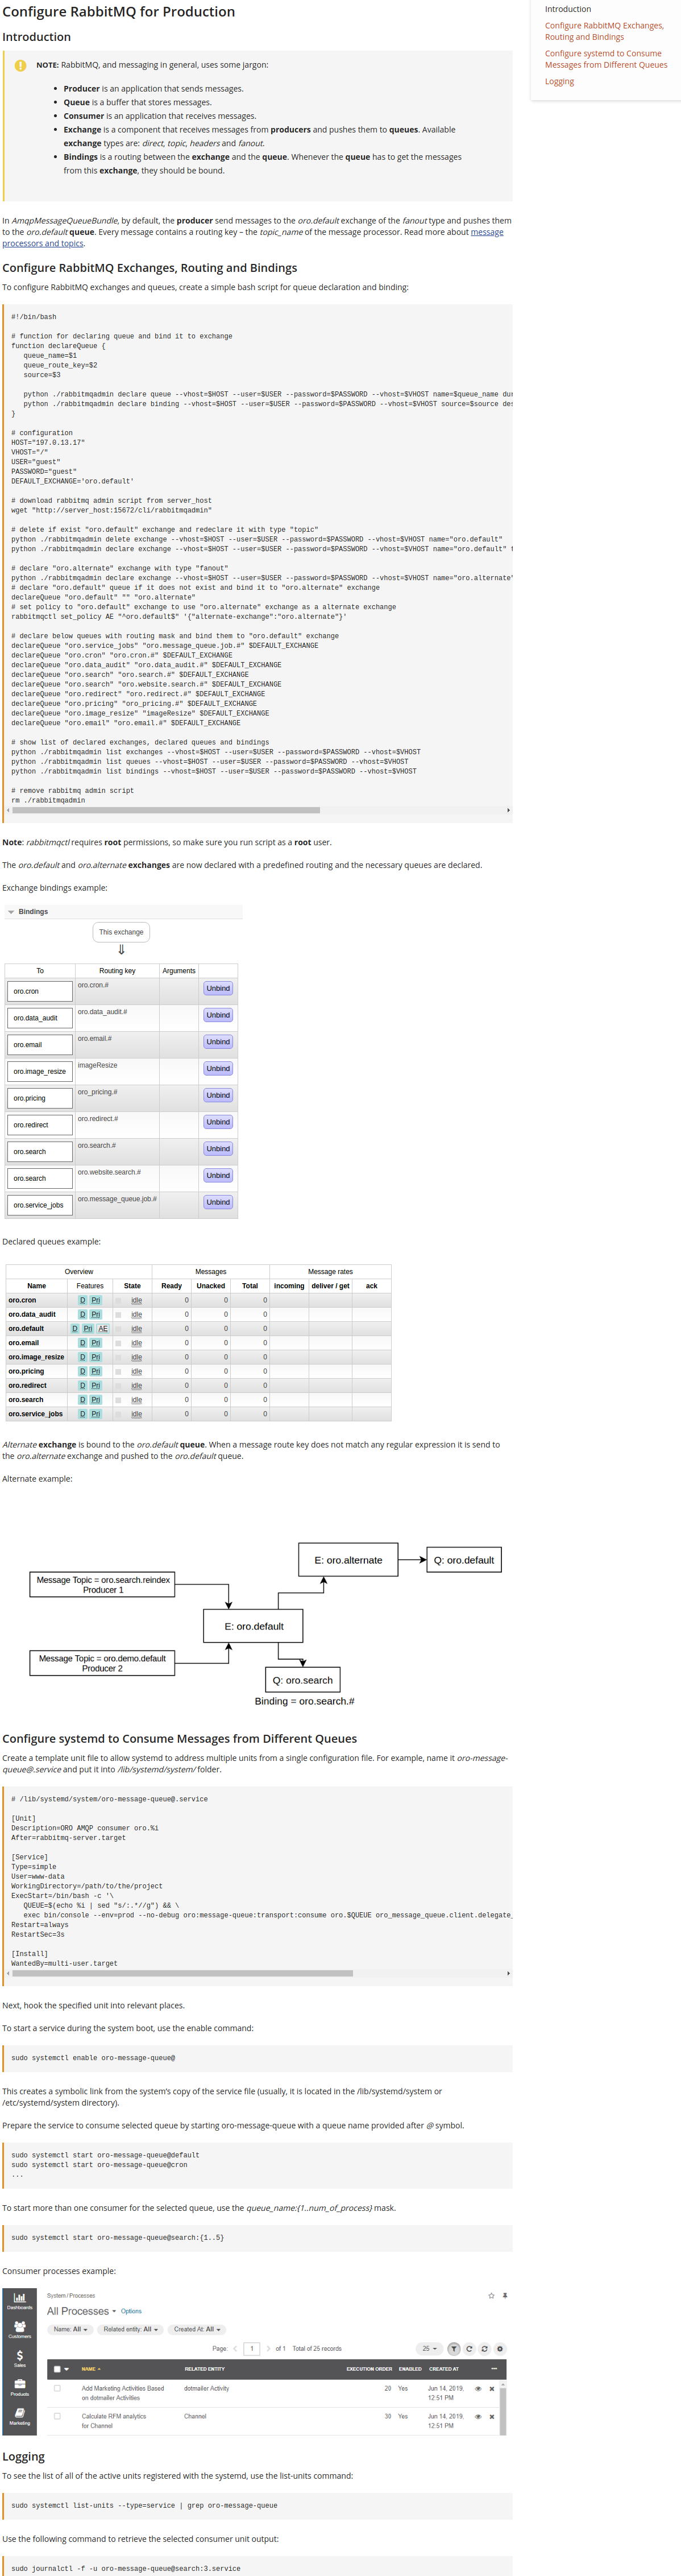 Configure RabbitMQ for Production
Introduction
NOTE: RabbitMQ, and messaging in general, uses some jargon:
Producer is an application that sends messages.
Queue is a buffer that stores messages.
Consumer is an application that receives messages.
Exchange is a component that receives messages from producers and pushes them to queues. Available
exchange types are: direct, topic, headers and fanout.
Bindings is a routing between the exchange and the queue. Whenever the queue has to get the messages
from this exchange, they should be bound.
In AmqpMessageQueueBundle, by default, the producer send messages to the oro.default exchange of the fanout type and pushes them
to the oro.default queue. Every message contains a routing key – the topic_name of the message processor. Read more about message
processors and topics.
Configure RabbitMQ Exchanges, Routing and Bindings
To configure RabbitMQ exchanges and queues, create a simple bash script for queue declaration and binding:
#!/bin/bash
# function for declaring queue and bind it to exchange
function declareQueue {
queue_name=$1
queue_route_key=$2
source=$3
python ./rabbitmqadmin declare queue --vhost=$HOST --user=$USER --password=$PASSWORD --vhost=$VHOST name=$queue_name dur
python ./rabbitmqadmin declare binding --vhost=$HOST --user=$USER --password=$PASSWORD --vhost=$VHOST source=$source des
}
# configuration
HOST="197.0.13.17"
VHOST="/"
USER="guest"
PASSWORD="guest"
DEFAULT_EXCHANGE='oro.default'
# download rabbitmq admin script from server_host
wget "http://server_host:15672/cli/rabbitmqadmin"
# delete if exist "oro.default" exchange and redeclare it with type "topic"
python ./rabbitmqadmin delete exchange --vhost=$HOST --user=$USER --password=$PASSWORD --vhost=$VHOST name="oro.default"
python ./rabbitmqadmin declare exchange --vhost=$HOST --user=$USER --password=$PASSWORD --vhost=$VHOST name="oro.default" t
# declare "oro.alternate" exchange with type "fanout"
python ./rabbitmqadmin declare exchange --vhost=$HOST --user=$USER --password=$PASSWORD --vhost=$VHOST name="oro.alternate"
# declare "oro.default" queue if it does not exist and bind it to "oro.alternate" exchange
declareQueue "oro.default" "" "oro.alternate"
# set policy to "oro.default" exchange to use "oro.alternate" exchange as a alternate exchange
rabbitmqctl set_policy AE "^oro.default$" '{"alternate-exchange":"oro.alternate"}'
# declare below queues with routing mask and bind them to "oro.default" exchange
declareQueue "oro.service_jobs" "oro.message_queue.job.#" $DEFAULT_EXCHANGE
declareQueue "oro.cron" "oro.cron.#" $DEFAULT_EXCHANGE
declareQueue "oro.data_audit" "oro.data_audit.#" $DEFAULT_EXCHANGE
declareQueue "oro.search" "oro.search.#" $DEFAULT_EXCHANGE
declareQueue "oro.search" "oro.website.search.#" $DEFAULT_EXCHANGE
declareQueue "oro.redirect" "oro.redirect.#" $DEFAULT_EXCHANGE
declareQueue "oro.pricing" "oro_pricing.#" $DEFAULT_EXCHANGE
declareQueue "oro.image_resize" "imageResize" $DEFAULT_EXCHANGE
declareQueue "oro.email" "oro.email.#" $DEFAULT_EXCHANGE
# show list of declared exchanges, declared queues and bindings
python ./rabbitmqadmin list exchanges --vhost=$HOST --user=$USER --password=$PASSWORD --vhost=$VHOST
python ./rabbitmqadmin list queues --vhost=$HOST --user=$USER --password=$PASSWORD --vhost=$VHOST
python ./rabbitmqadmin list bindings --vhost=$HOST --user=$USER --password=$PASSWORD --vhost=$VHOST
# remove rabbitmq admin script
rm ./rabbitmqadmin
Note: rabbitmqctl requires root permissions, so make sure you run script as a root user.
The oro.default and oro.alternate exchanges are now declared with a predefined routing and the necessary queues are declared.
Exchange bindings example:
Bindings
This exchange
⇓
To Routing key Arguments
oro.cron oro.cron.# Unbind
oro.data_audit oro.data_audit.# Unbind
oro.email oro.email.# Unbind
oro.image_resize imageResize Unbind
oro.pricing oro_pricing.# Unbind
oro.redirect oro.redirect.# Unbind
oro.search oro.search.# Unbind
oro.search oro.website.search.# Unbind
oro.service_jobs oro.message_queue.job.# Unbind
Declared queues example:
Overview Messages Message rates
Name Features State Ready Unacked Total incoming deliver / get ack
oro.cron D Pri idle 0 0 0
oro.data_audit D Pri idle 0 0 0
oro.default D Pri AE idle 0 0 0
oro.email D Pri idle 0 0 0
oro.image_resize D Pri idle 0 0 0
oro.pricing D Pri idle 0 0 0
oro.redirect D Pri idle 0 0 0
oro.search D Pri idle 0 0 0
oro.service_jobs D Pri idle 0 0 0
Alternate exchange is bound to the oro.default queue. When a message route key does not match any regular expression it is send to
the oro.alternate exchange and pushed to the oro.default queue.
Alternate example:
E: oro.alternate
Q: oro.default
Message Topic = oro.search.reindex
Producer 1
E: oro.default
Message Topic = oro.demo.default
Producer 2
Q: oro.search
Binding = oro.search.#
Configure systemd to Consume Messages from Different Queues
Create a template unit file to allow systemd to address multiple units from a single configuration file. For example, name it oro-message-
queue@.service and put it into /lib/systemd/system/ folder.
# /lib/systemd/system/oro-message-queue@.service
[Unit]
Description=ORO AMQP consumer oro.%i
After=rabbitmq-server.target
[Service]
Type=simple
User=www-data
WorkingDirectory=/path/to/the/project
ExecStart=/bin/bash -c '\
QUEUE=$(echo %i | sed "s/:.*//g") && \
exec bin/console --env=prod --no-debug oro:message-queue:transport:consume oro.$QUEUE oro_message_queue.client.delegate_
Restart=always
RestartSec=3s
[Install]
WantedBy=multi-user.target
Next, hook the specified unit into relevant places.
To start a service during the system boot, use the enable command:
sudo systemctl enable oro-message-queue@
This creates a symbolic link from the system's copy of the service file (usually, it is located in the /lib/systemd/system or
/etc/systemd/system directory).
Prepare the service to consume selected queue by starting oro-message-queue with a queue name provided after @ symbol.
sudo systemctl start oro-message-queue@default
sudo systemctl start oro-message-queue@cron
...
To start more than one consumer for the selected queue, use the queue_name:{1..num_of_process} mask.
sudo systemctl start oro-message-queue@search:{1..5}
Consumer processes example:
Dashboards
Customers
Sales
Products
Marketing
System / Processes
All Processes Options
Name: All Related entity: All Created At: All
Page: 1 of 1 Total of 25 records 25
NAME RELATED ENTITY EXECUTION ORDER ENABLED CREATED AT
Add Marketing Activities Based dotmailer Activity 20 Yes Jun 14, 2019,
on dotmailer Activities 12:51 PM
Calculate RFM analytics Channel 30 Yes Jun 14, 2019,
for Channel 12:51 PM
Logging
To see the list of all of the active units registered with the systemd, use the list-units command:
sudo systemctl list-units --type=service | grep oro-message-queue
Use the following command to retrieve the selected consumer unit output:
sudo journalctl -f -u oro-message-queue@search:3.service
Introduction
Configure RabbitMQ Exchanges,
Routing and Bindings
Configure systemd to Consume
Messages from Different Queues
Logging